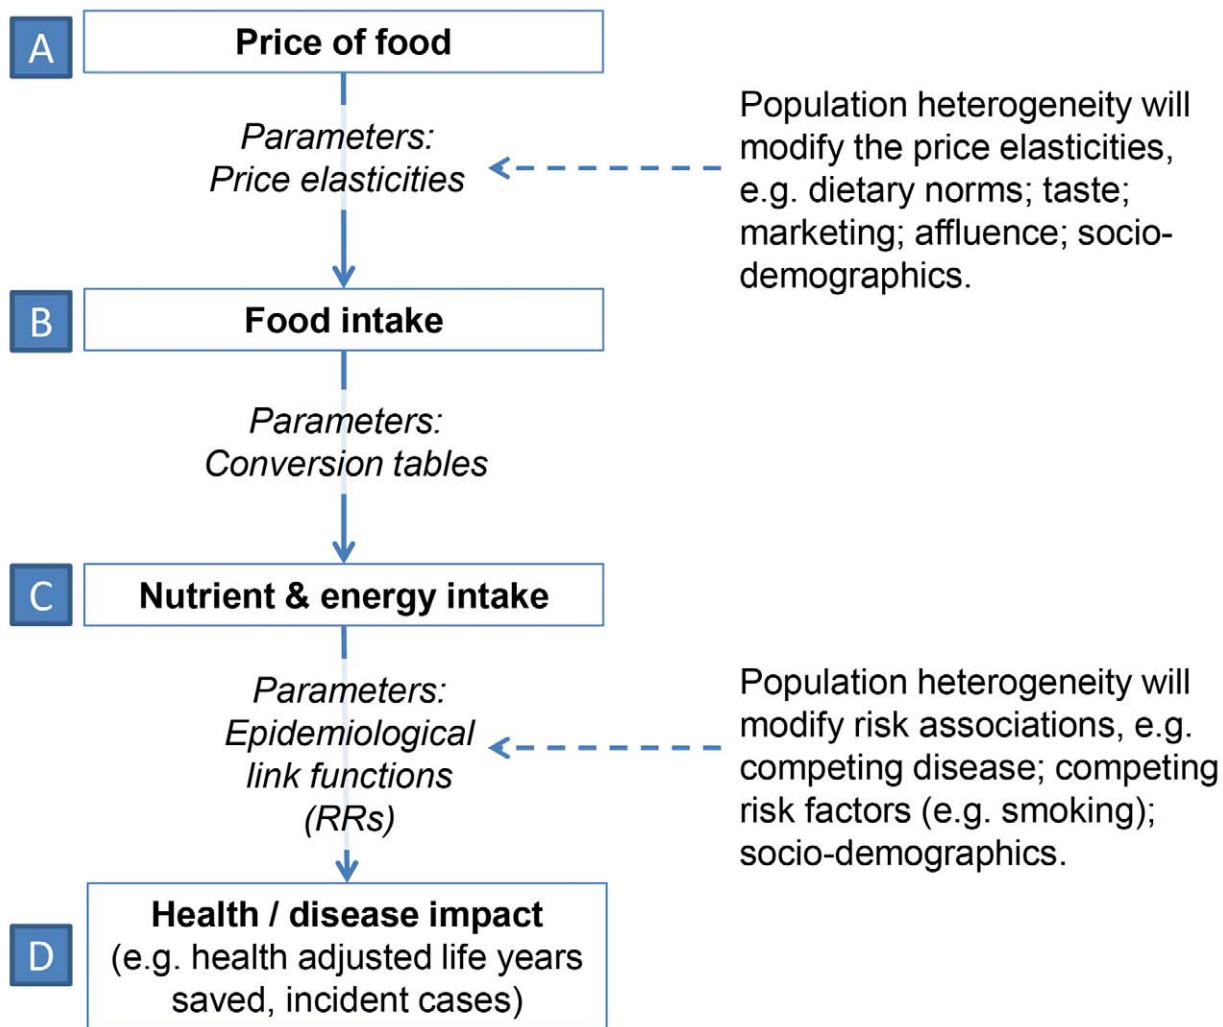 A
Price of food
Parameters:
Price elasticities
Population heterogeneity will
modify the price elasticities,
e.g. dietary norms; taste;
marketing; affluence; socio-
demographics.
B
Food intake
Parameters:
Conversion tables
C
Nutrient & energy intake
Parameters:
Epidemiological
link functions
(RRs)
Population heterogeneity will
modify risk associations, e.g.
competing disease; competing
risk factors (e.g. smoking);
socio-demographics.
D
Health / disease impact
(e.g. health adjusted life years
saved, incident cases)